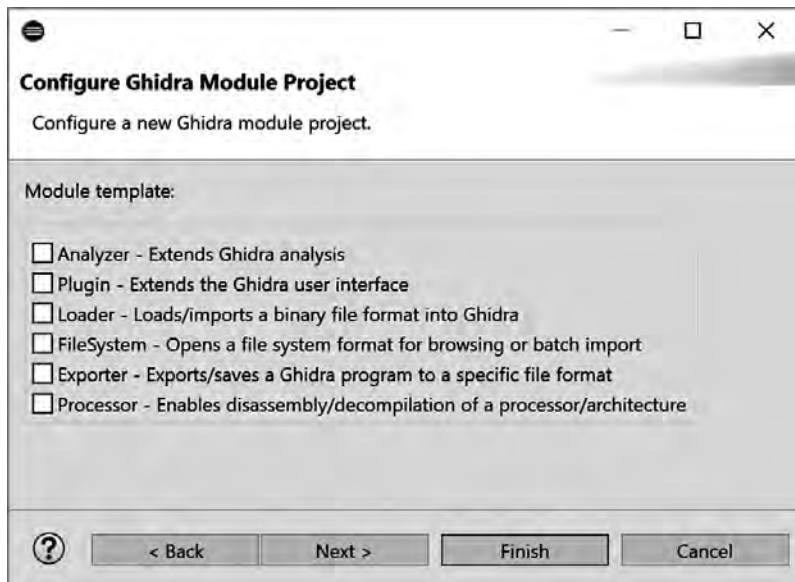 Configure Ghidra Module Project
Configure a new Ghidra module project.
Module template:
Analyzer - Extends Ghidra analysis
Plugin - Extends the Ghidra user interface
Loader - Loads/imports a binary file format into Ghidra
FileSystem - Opens a file system format for browsing or batch import
Exporter - Exports/saves a Ghidra program to a specific file format
Processor - Enables disassembly/decompilation of a processor/architecture
? < Back Next > Finish Cancel